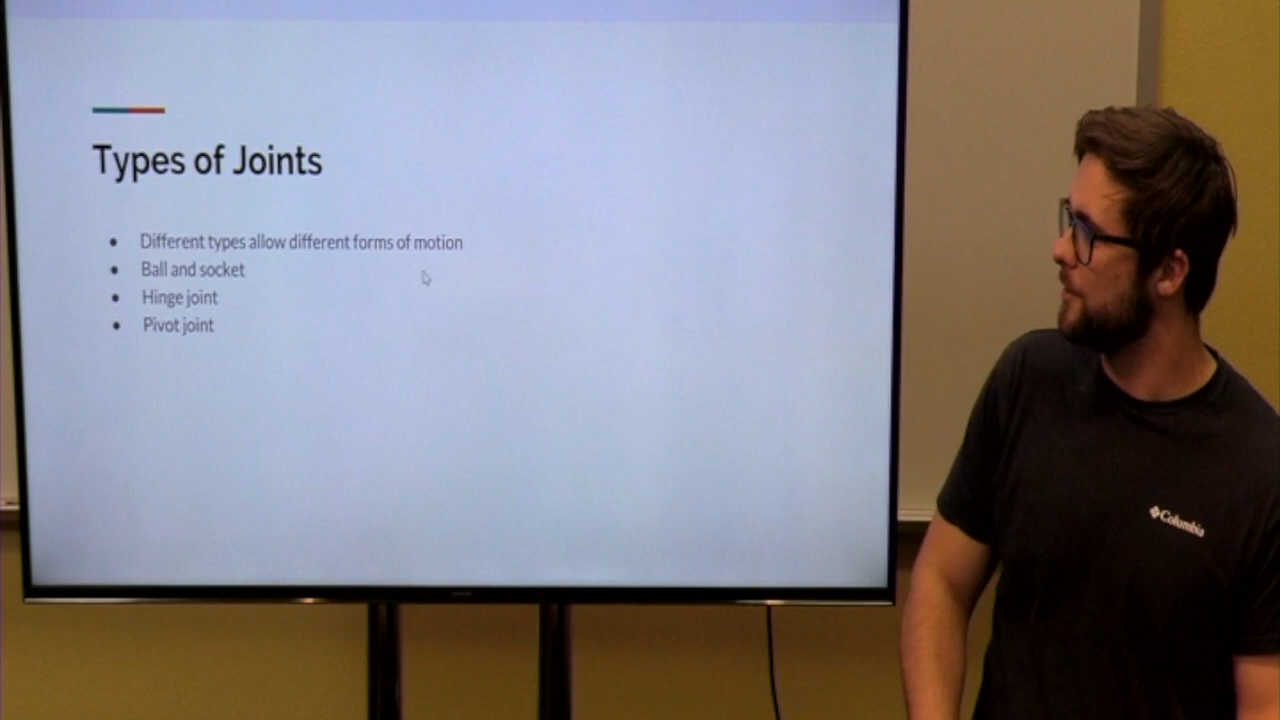 Types of Joints
Different types allow different forms of motion
Ball and socket
Hinge joint
Pivot joint
Columbia